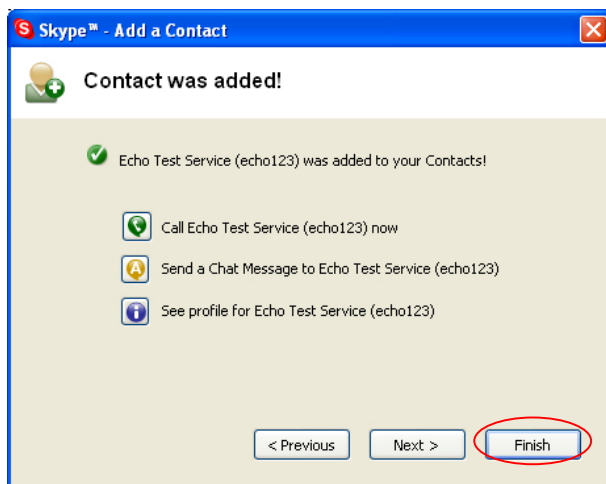 Skype™ - Add a Contact
Contact was added!
Echo Test Service (echo123) was added to your Contacts!
Call Echo Test Service (echo123) now
Send a Chat Message to Echo Test Service (echo123)
See profile for Echo Test Service (echo123)
< Previous Next > Finish